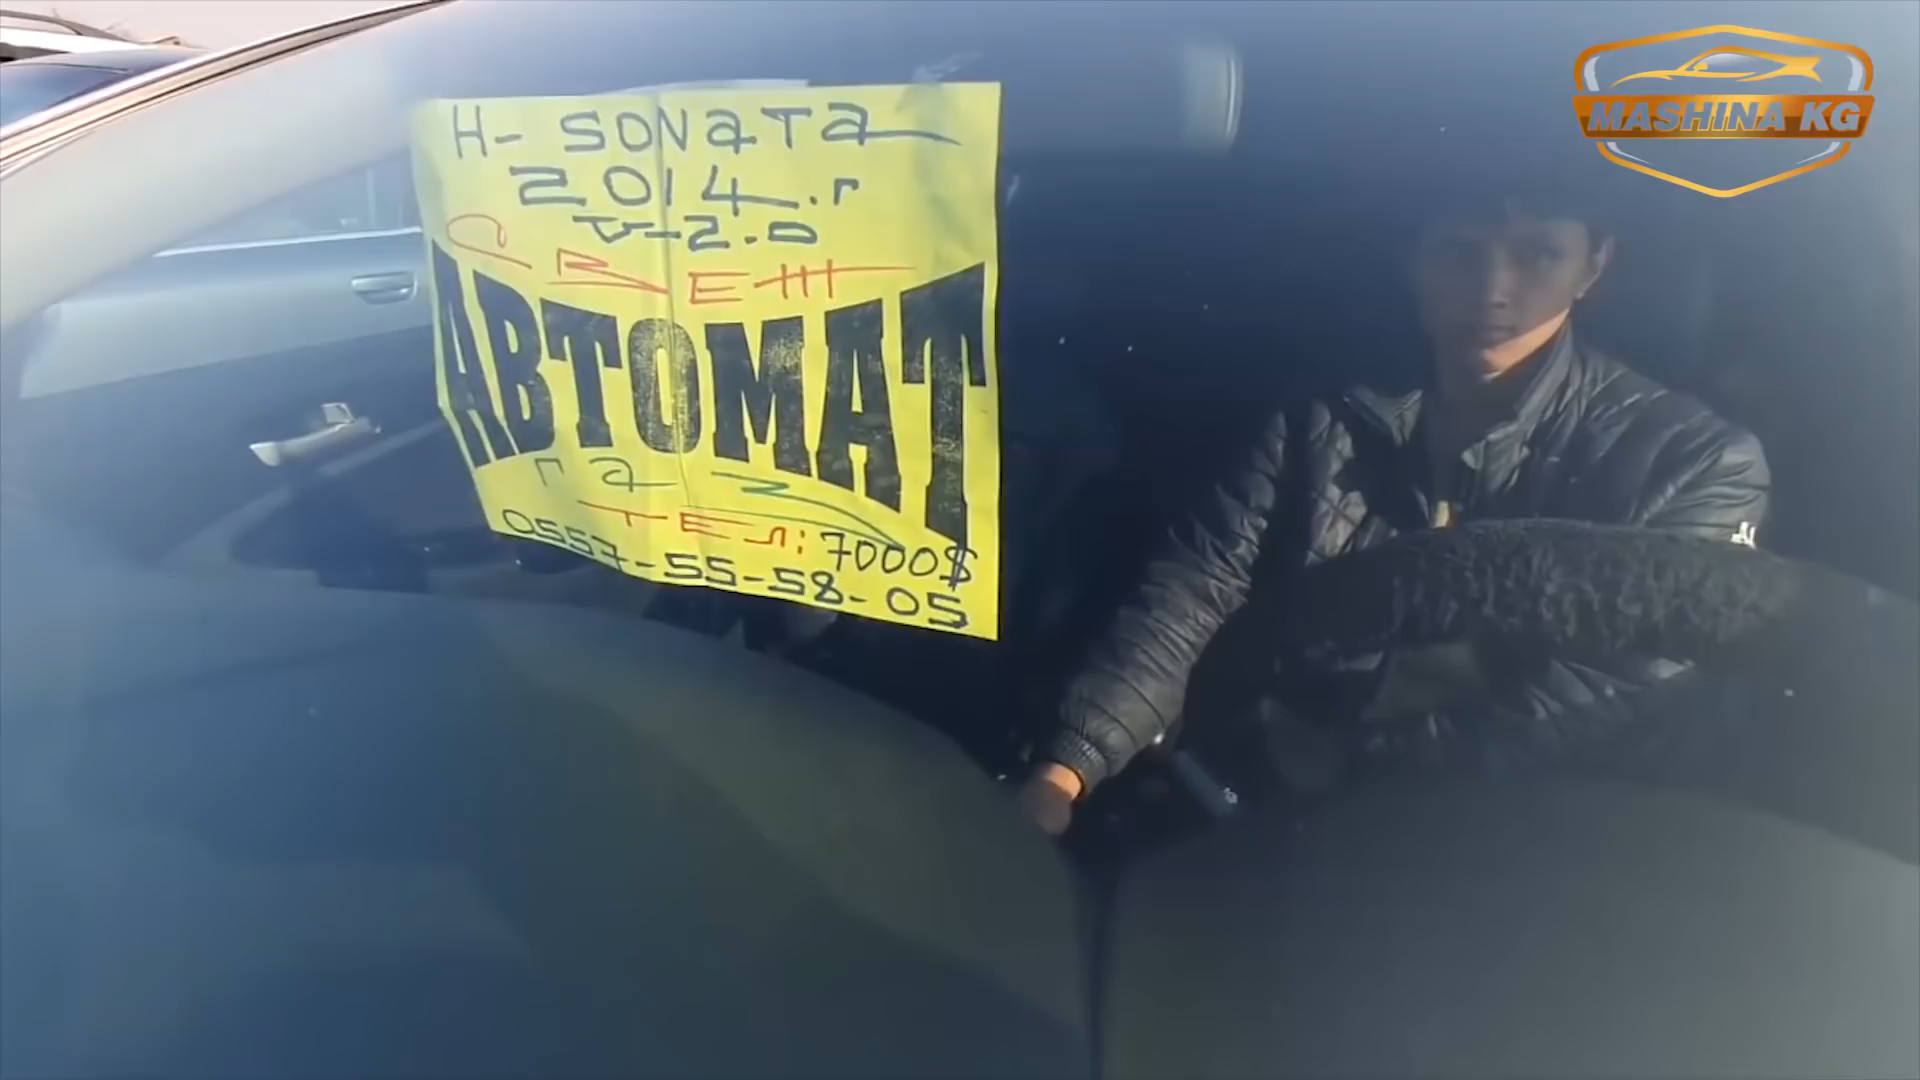 H- SONATA
2014.г
V-2.0
СВЕЖ
АВТОМАТ
газ
ТЕЛ: 7000$
0557-55-58-05
MASHINA KG